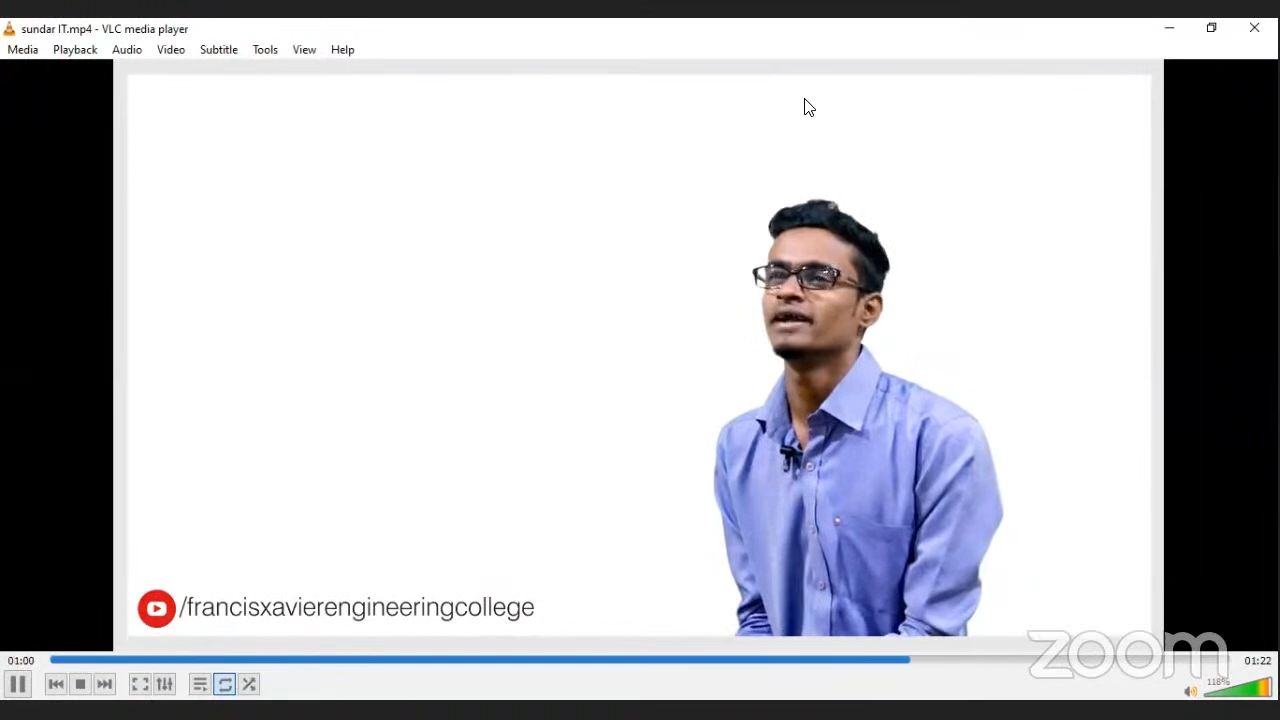 sundar IT.mp4 - VLC media player
Media Playback Audio Video Subtitle Tools View Help
/francisxavierengineeringcollege
01:00
01:22
zoom
118%